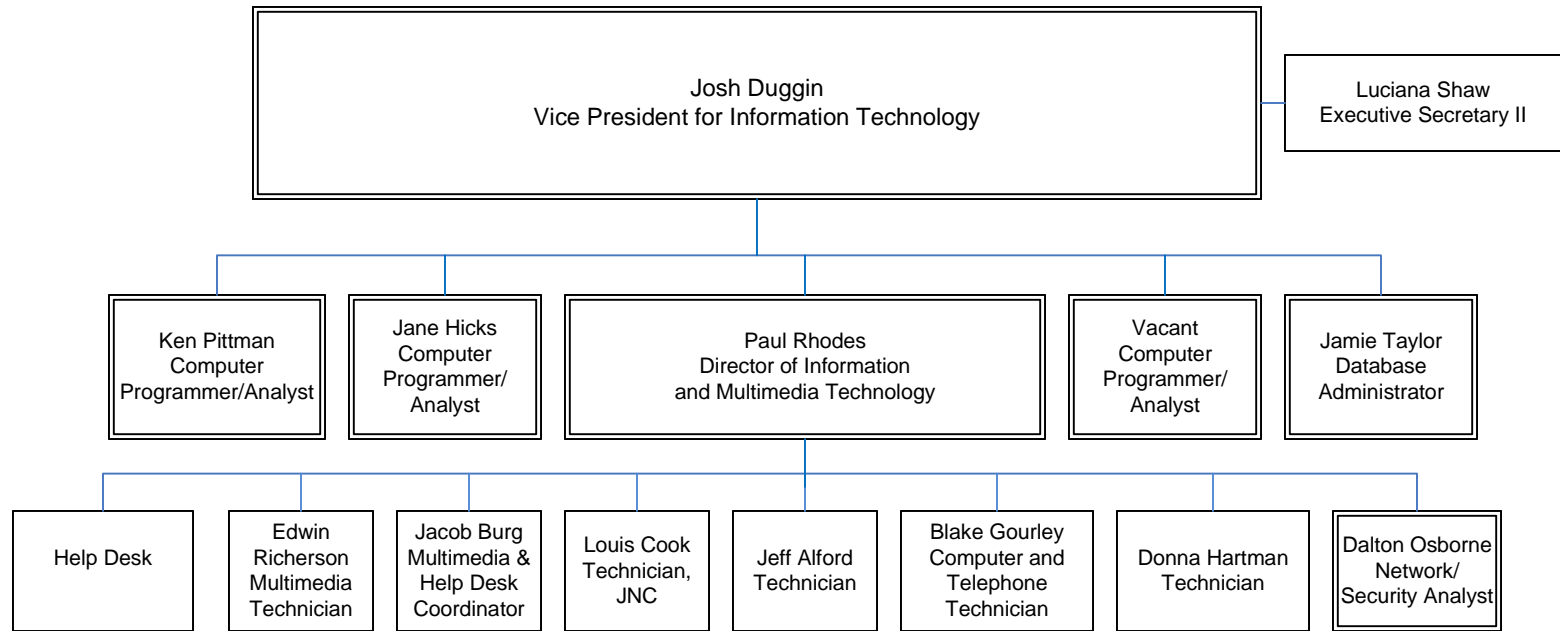 Josh Duggin
Vice President for Information Technology
Luciana Shaw
Executive Secretary II
Ken Pittman
Computer
Programmer/Analyst
Jane Hicks
Computer
Programmer/
Analyst
Paul Rhodes
Director of Information
and Multimedia Technology
Vacant
Computer
Programmer/
Analyst
Jamie Taylor
Database
Administrator
Help Desk
Edwin
Richerson
Multimedia
Technician
Jacob Burg
Multimedia &
Help Desk
Coordinator
Louis Cook
Technician,
JNC
Jeff Alford
Technician
Blake Gourley
Computer and
Telephone
Technician
Donna Hartman
Technician
Dalton Osborne
Network/
Security Analyst